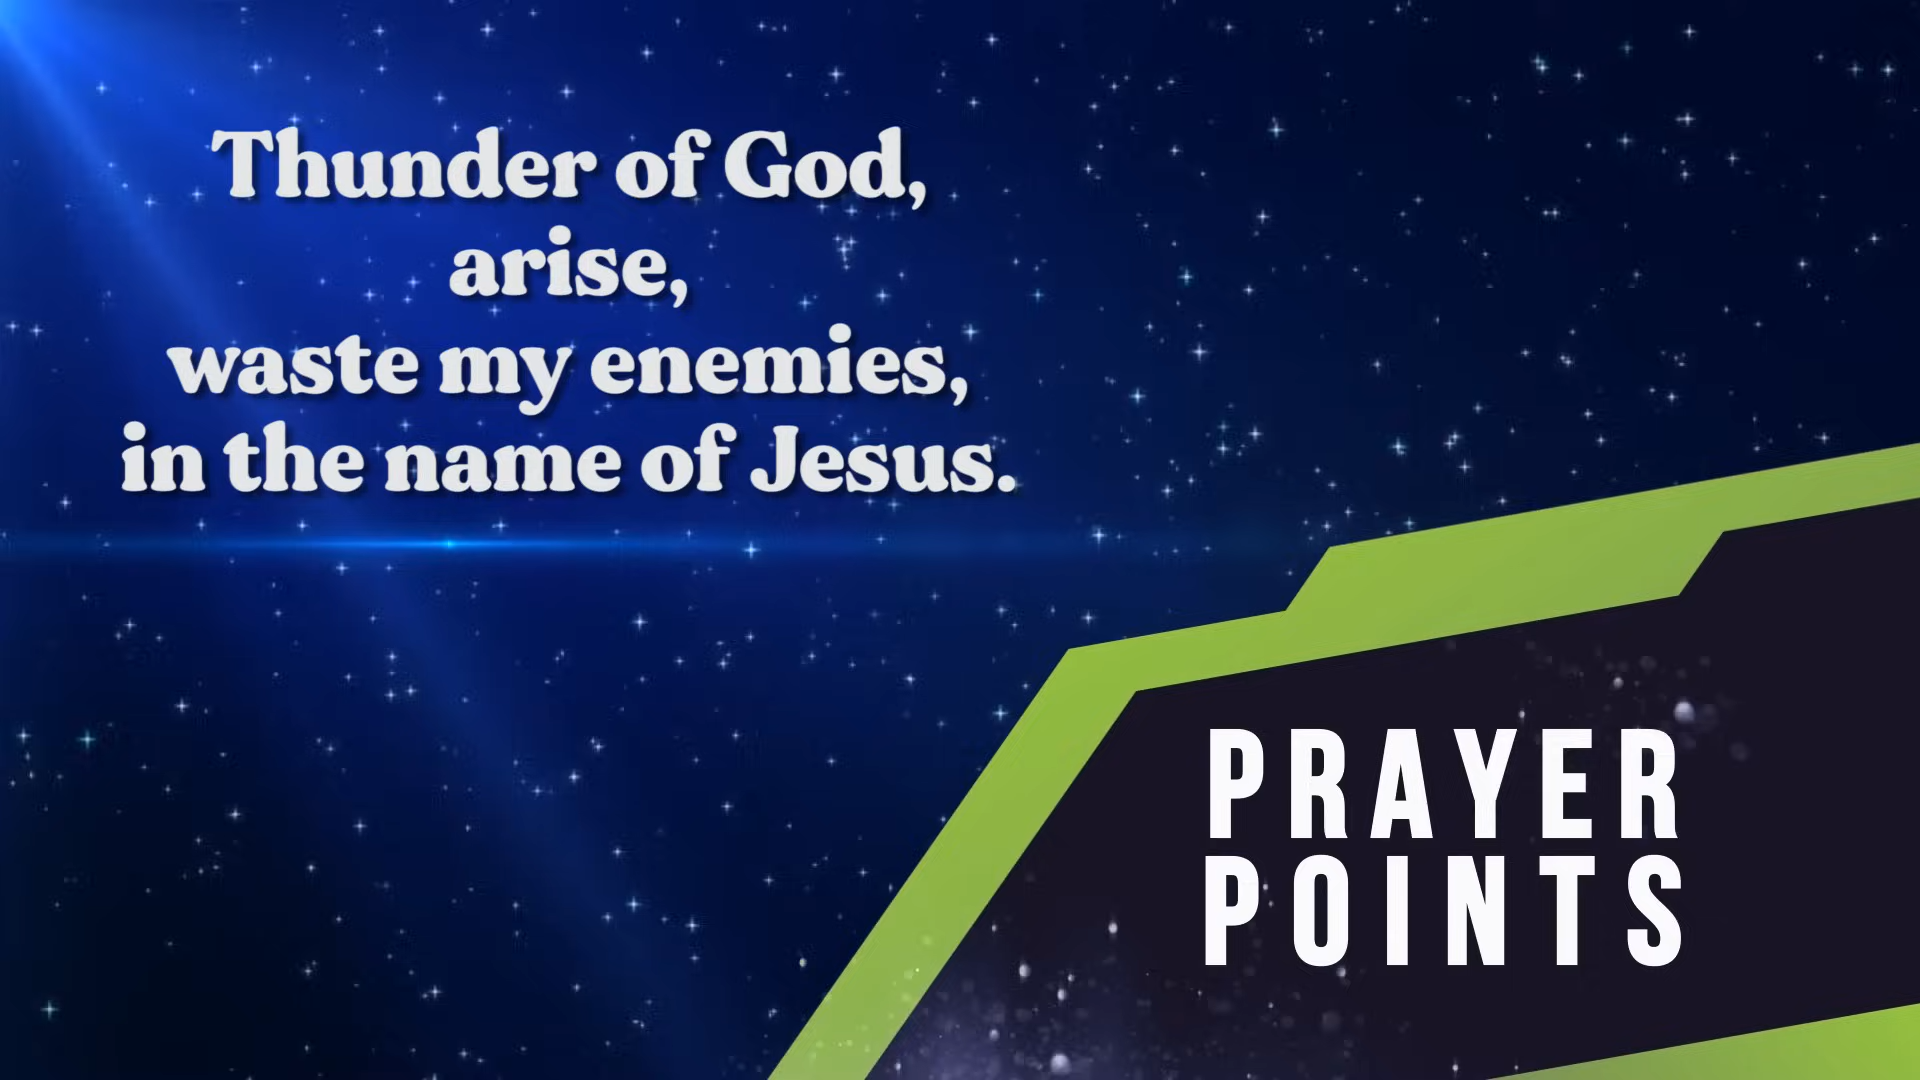 Thunder of God,
arise,
waste my enemies,
in the name of Jesus.
PRAYER
POINTS